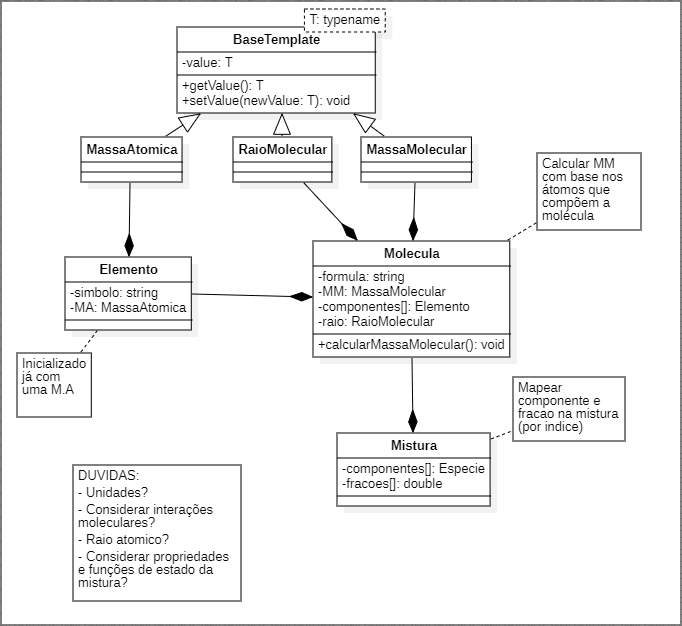 T: typename
BaseTemplate
-value: T
+getValue(): T
+setValue(newValue: T): void
MassaAtomica
RaioMolecular
MassaMolecular
Calcular MM
com base nos
átomos que
compõem a
molécula
Molecula
-formula: string
-MM: MassaMolecular
-componentes[]: Elemento
-raio: RaioMolecular
+calcularMassaMolecular(): void
Elemento
-simbolo: string
-MA: MassaAtomica
Inicializado
já com
uma M.A
Mapear
componente e
fracao na mistura
(por indice)
Mistura
-componentes[]: Especie
-fracoes[]: double
DUVIDAS:
- Unidades?
- Considerar interações
moleculares?
- Raio atomico?
- Considerar propriedades
e funções de estado da
mistura?